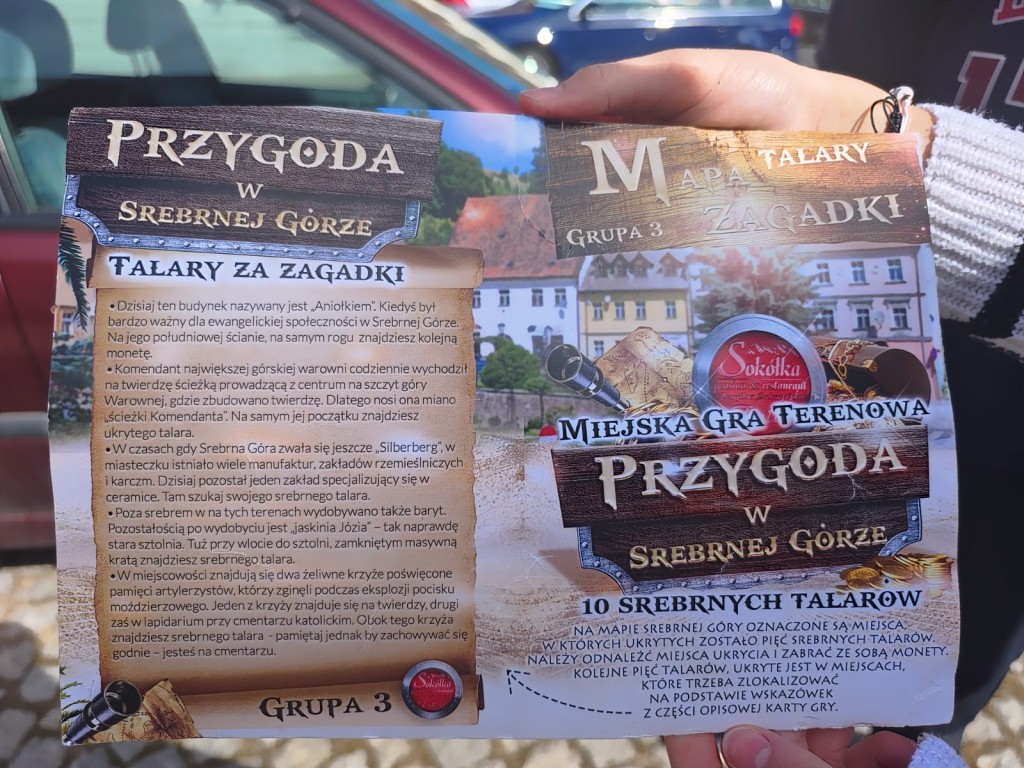 PRZYGODA
W
SREBRNEJ GÓRZE
TALARY ZA ZAGADKI
• Dzisiaj ten budynek nazywany jest „Aniołkiem”. Kiedyś był
bardzo ważny dla ewangelickiej społeczności w Srebrnej Górze.
Na jego południowej ścianie, na samym rogu znajdziesz kolejną
monetę.
• Komendant największej górskiej warowni codziennie wychodził
na twierdzę ścieżką prowadzącą z centrum na szczyt góry
Warownej, gdzie zbudowano twierdzę. Dlatego nosi ona miano
„ścieżki Komendanta”. Na samym jej początku znajdziesz
ukrytego talara.
• W czasach gdy Srebrna Góra zwała się jeszcze „Silberberg”, w
miasteczku istniało wiele manufaktur, zakładów rzemieślniczych
i karczm. Dzisiaj pozostał jeden zakład specjalizujący się w
ceramice. Tam szukaj swojego srebrnego talara.
• Poza srebrem w na tych terenach wydobywano także baryt.
Pozostałością po wydobyciu jest „jaskinia Józia” – tak naprawdę
stara sztolnia. Tuż przy wlocie do sztolni, zamkniętym masywną
kratą znajdziesz srebrnego talara.
• W miejscowości znajdują się dwa żeliwne krzyże poświęcone
pamięci artylerzystów, którzy zginęli podczas eksplozji pocisku
moździerzowego. Jeden z krzyży znajduje się na twierdzy, drugi
zaś w lapidarium przy cmentarzu katolickim. Obok tego krzyża
znajdziesz srebrnego talara - pamiętaj jednak by zachowywać się
godnie – jesteś na cmentarzu.
GRUPA 3
Sokółka
MAPA TALARY
ZAGADKI
GRUPA 3
Sokółka
MIEJSKA GRA TERENOWA
PRZYGODA
W
SREBRNEJ GÓRZE
10 SREBRNYCH TALARÓW
NA MAPIE SREBRNEJ GÓRY OZNACZONE SĄ MIEJSCA,
W KTÓRYCH UKRYTYCH ZOSTAŁO PIĘĆ SREBRNYCH TALARÓW.
NALEŻY ODNALEŹĆ MIEJSCA UKRYCIA I ZABRAĆ ZE SOBĄ MONETY.
KOLEJNE PIĘĆ TALARÓW, UKRYTE JEST W MIEJSCACH,
KTÓRE TRZEBA ZLOKALIZOWAĆ
NA PODSTAWIE WSKAZÓWEK
Z CZĘŚCI OPISOWEJ KARTY GRY.